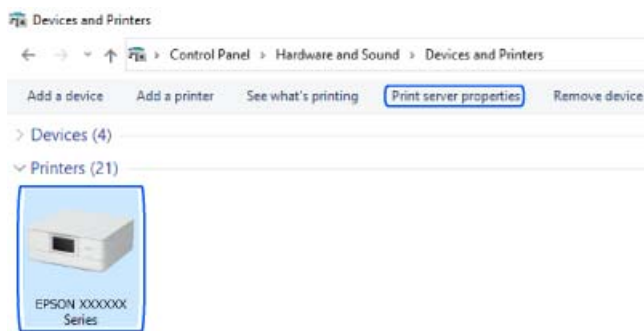 Devices and Printers
Control Panel > Hardware and Sound > Devices and Printers
Add a device Add a printer See what's printing Print server properties Remove device
Devices (4)
Printers (21)
EPSON XXXXXX
Series